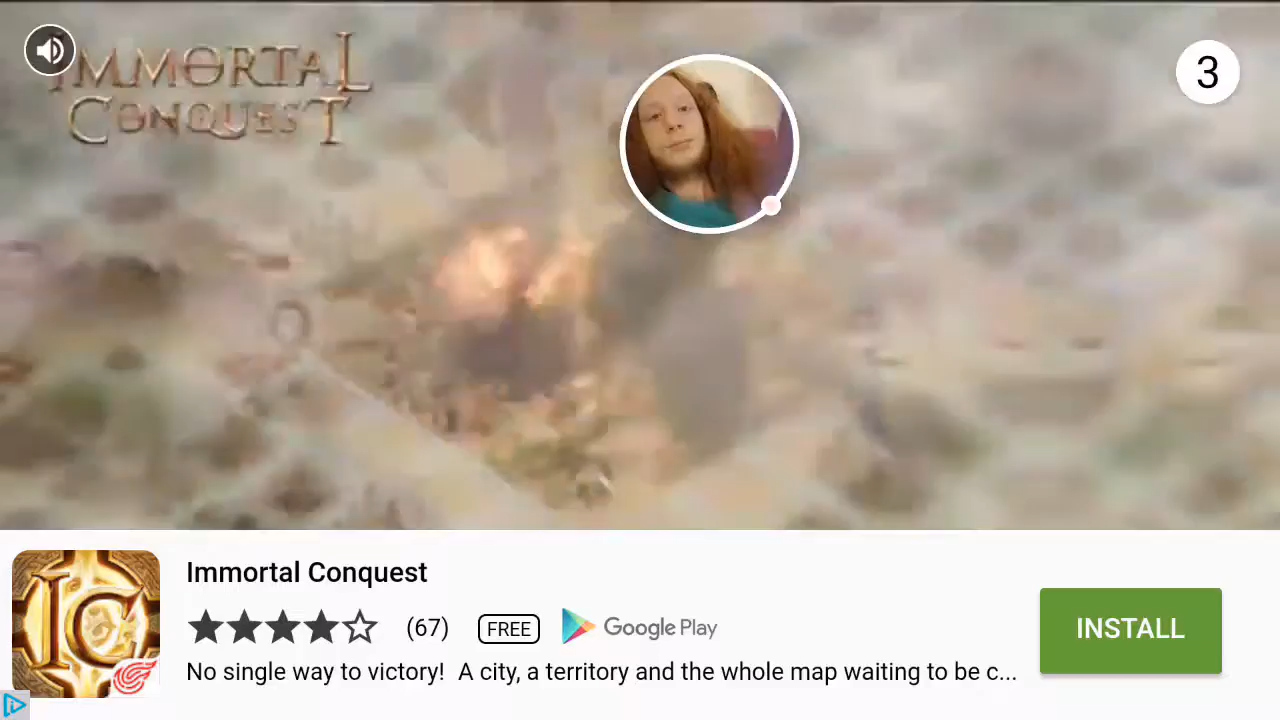 IMMORTAL
CONQUEST
3
Immortal Conquest
(67) FREE Google Play
No single way to victory! A city, a territory and the whole map waiting to be c...
INSTALL
IC